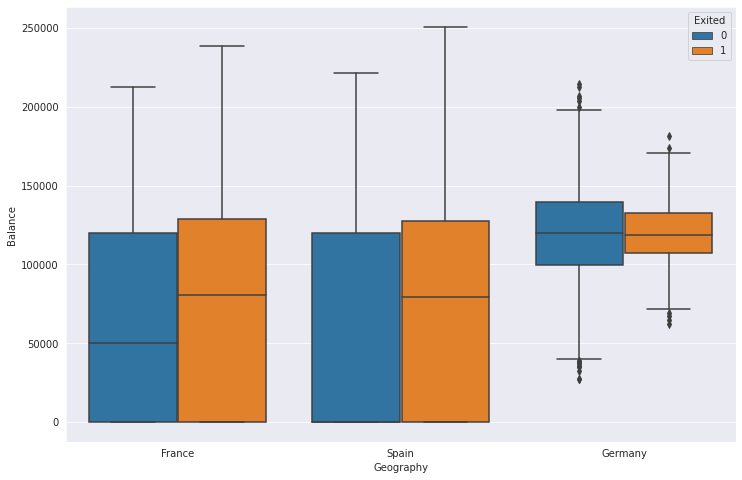 Exited
0
1
250000
200000
150000
100000
50000
0
Balance
France
Spain
Germany
Geography